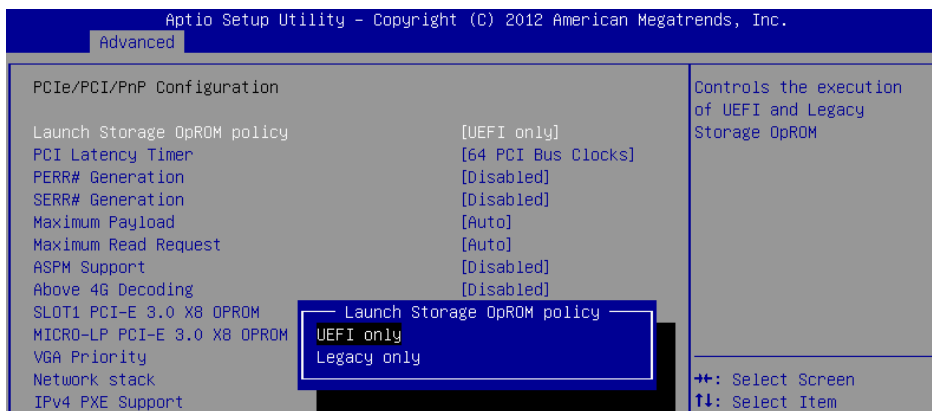 Aptio Setup Utility – Copyright (C) 2012 American Megatrends, Inc.
Advanced
PCIe/PCI/PnP Configuration
Launch Storage OpROM policy [UEFI only]
PCI Latency Timer [64 PCI Bus Clocks]
PERR# Generation [Disabled]
SERR# Generation [Disabled]
Maximum Payload [Auto]
Maximum Read Request [Auto]
ASPM Support [Disabled]
Above 4G Decoding [Disabled]
SLOT1 PCI-E 3.0 X8 OPROM
MICRO-LP PCI-E 3.0 X8 OPROM
VGA Priority
Network stack
IPv4 PXE Support
Launch Storage OpROM policy
UEFI only
Legacy only
Controls the execution
of UEFI and Legacy
Storage OpROM
→←: Select Screen
↑↓: Select Item